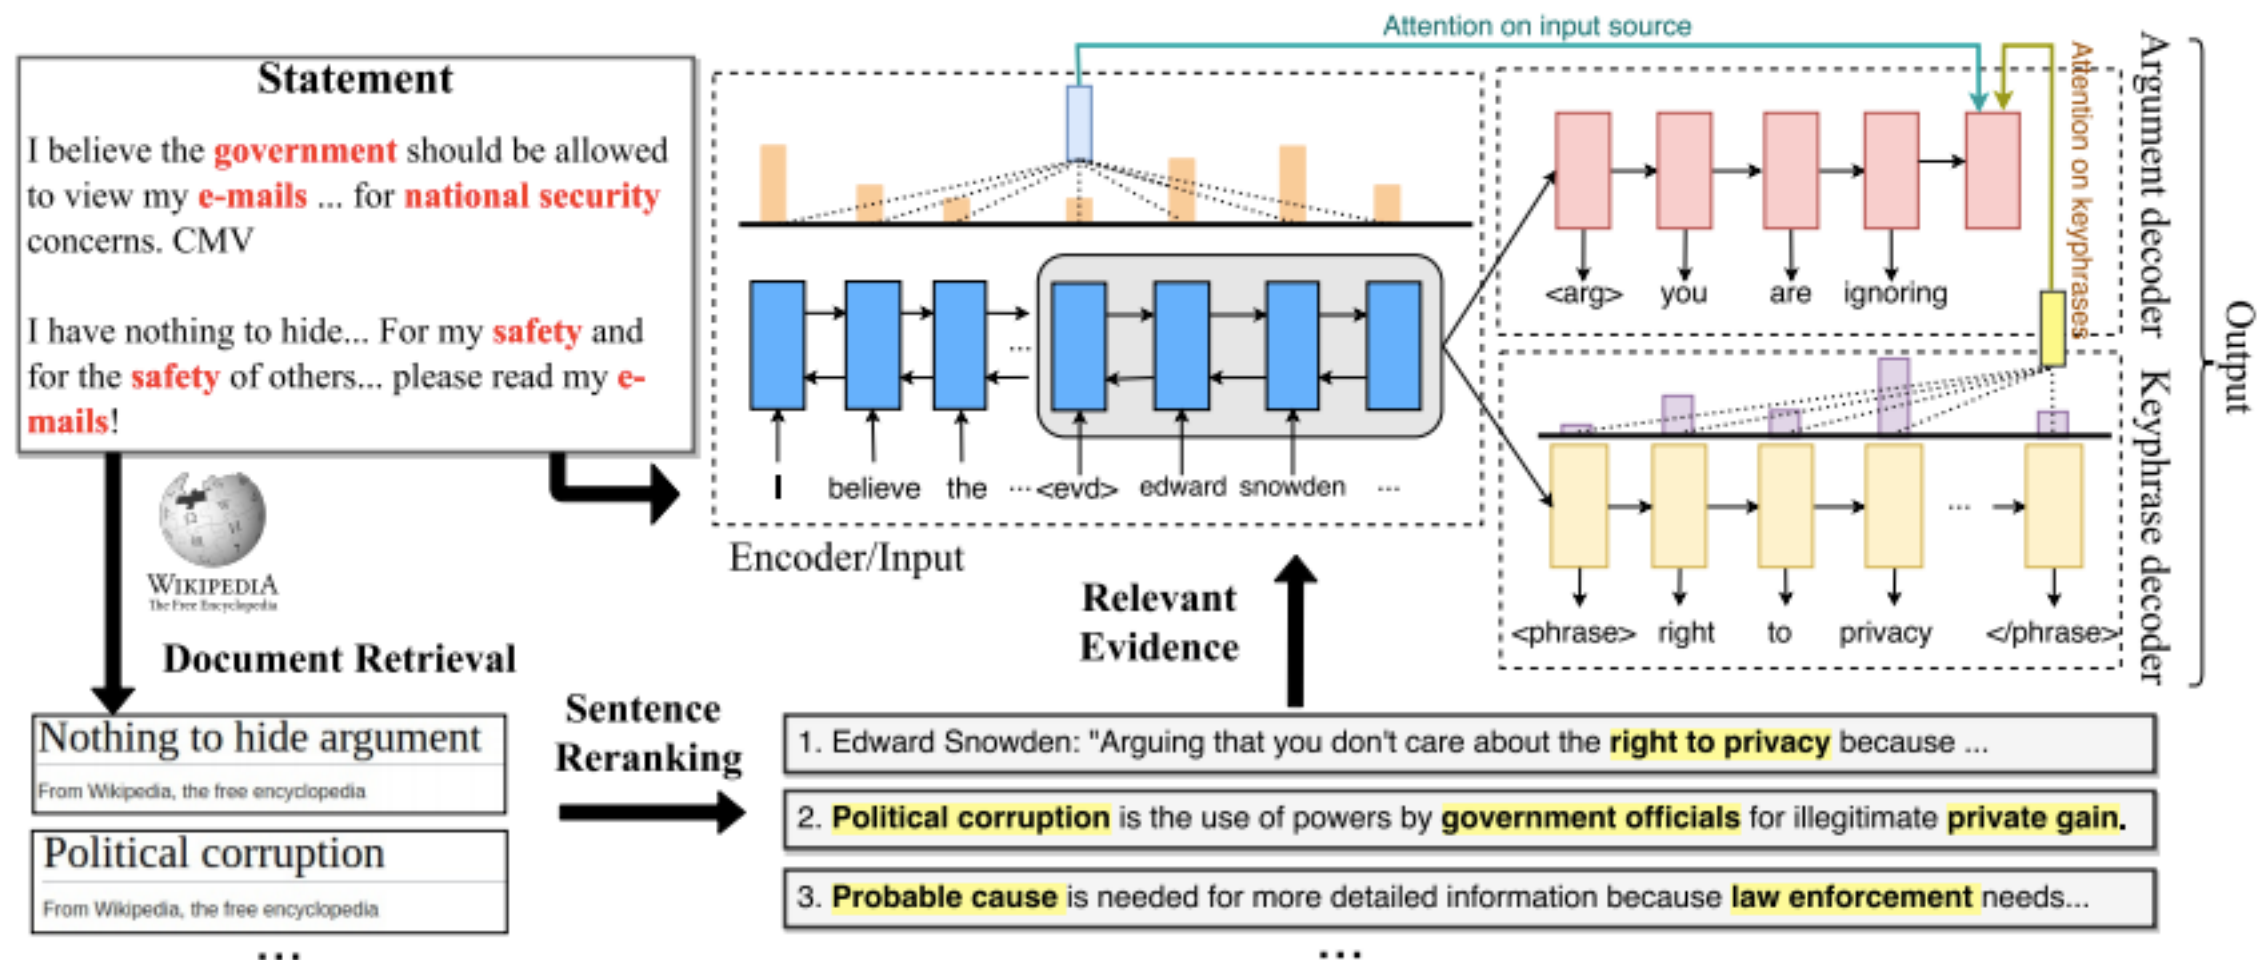 Statement
I believe the government should be allowed
to view my e-mails ... for national security
concerns. CMV
I have nothing to hide... For my safety and
for the safety of others... please read my e-
mails!
WIKIPEDIA
The Free Encyclopedia
Document Retrieval
Nothing to hide argument
From Wikipedia, the free encyclopedia
Political corruption
From Wikipedia, the free encyclopedia
...
Sentence
Reranking
Attention on input source
...
I believe the ... <evd> edward snowden ...
Encoder/Input
Relevant
Evidence
<arg> you are ignoring
Attention on keyphrases
Argument decoder
...
<phrase> right to privacy </phrase>
Keyphrase decoder
Output
1. Edward Snowden: "Arguing that you don't care about the right to privacy because ...
2. Political corruption is the use of powers by government officials for illegitimate private gain.
3. Probable cause is needed for more detailed information because law enforcement needs...
...